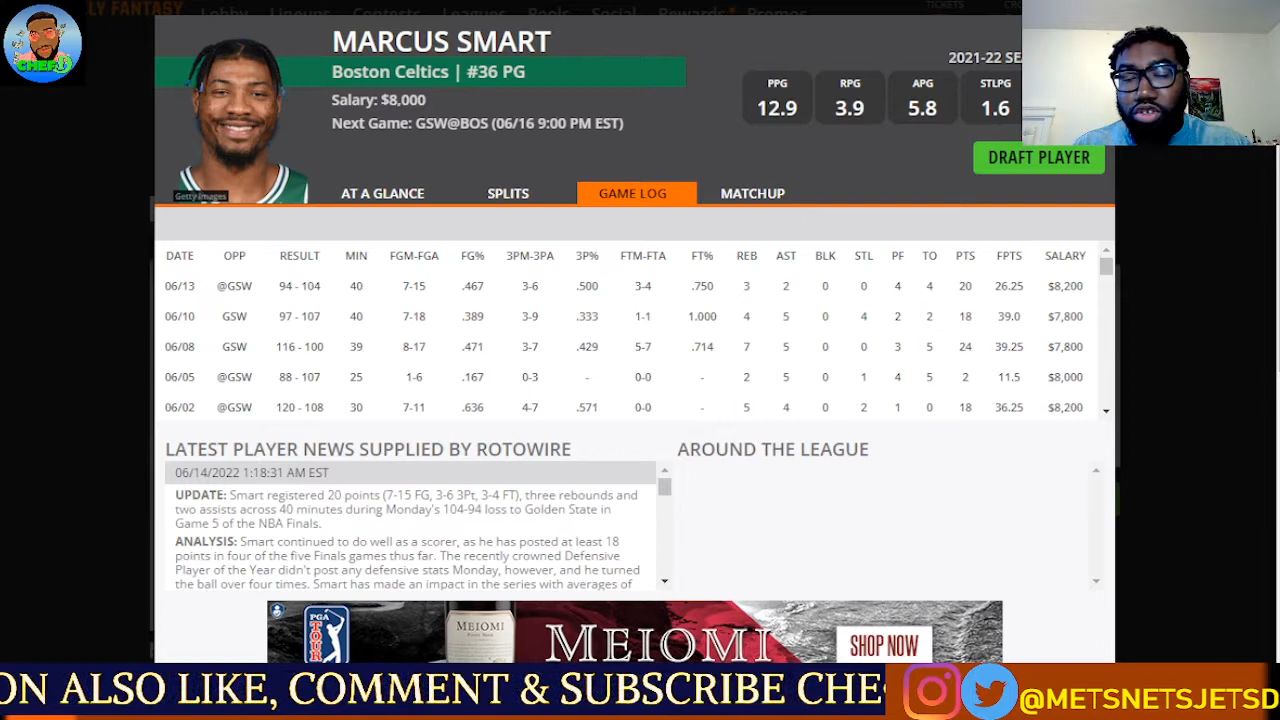 LY FANTASY
CHEF
MARCUS SMART
Boston Celtics | #36 PG
Salary: $8,000
Next Game: GSW@BOS (06/16 9:00 PM EST)
Getty Images
2021-22 SE
PPG RPG APG STLPG
12.9 3.9 5.8 1.6
DRAFT PLAYER
AT A GLANCE SPLITS GAME LOG MATCHUP
DATE OPP RESULT MIN FGM-FGA FG% 3PM-3PA 3P% FTM-FTA FT% REB AST BLK STL PF TO PTS FPTS SALARY
06/13 @GSW 94 - 104 40 7-15 .467 3-6 .500 3-4 .750 3 2 0 0 4 4 20 26.25 $8,200
06/10 GSW 97 - 107 40 7-18 .389 3-9 .333 1-1 1.000 4 5 0 4 2 2 18 39.0 $7,800
06/08 GSW 116 - 100 39 8-17 .471 3-7 .429 5-7 .714 7 5 0 0 3 5 24 39.25 $7,800
06/05 @GSW 88 - 107 25 1-6 .167 0-3 - 0-0 - 2 5 0 1 4 5 2 11.5 $8,000
06/02 @GSW 120 - 108 30 7-11 .636 4-7 .571 0-0 - 5 4 0 2 1 0 18 36.25 $8,200
LATEST PLAYER NEWS SUPPLIED BY ROTOWIRE
06/14/2022 1:18:31 AM EST
UPDATE: Smart registered 20 points (7-15 FG, 3-6 3Pt, 3-4 FT), three rebounds and
two assists across 40 minutes during Monday's 104-94 loss to Golden State in
Game 5 of the NBA Finals.
ANALYSIS: Smart continued to do well as a scorer, as he has posted at least 18
points in four of the five Finals games thus far. The recently crowned Defensive
Player of the Year didn't post any defensive stats Monday, however, and he turned
the ball over four times. Smart has made an impact in the series with averages of
AROUND THE LEAGUE
PGA
TOUR
MEIOMI
MEIOMI
SHOP NOW
ON ALSO LIKE, COMMENT & SUBSCRIBE CHE
@METSNETSJETSD